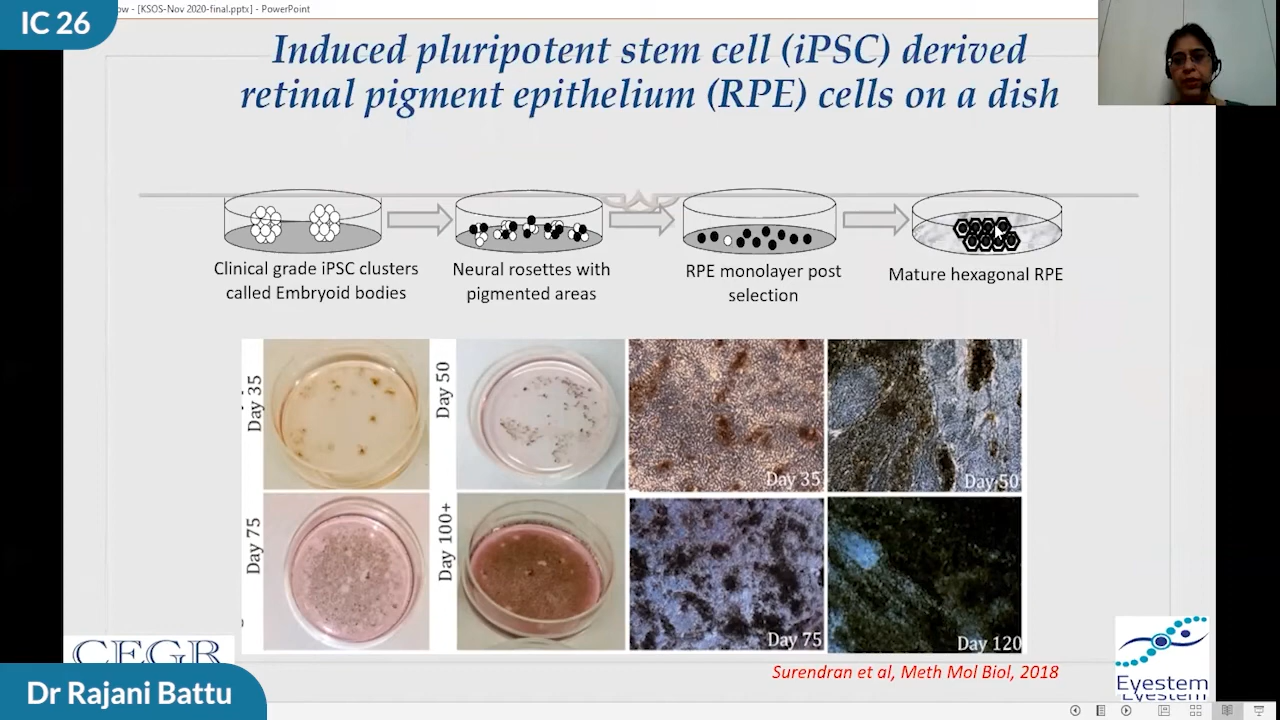 IC 26
ow - [KSOS-Nov 2020-final.pptx] - PowerPoint
Induced pluripotent stem cell (iPSC) derived
retinal pigment epithelium (RPE) cells on a dish
Clinical grade iPSC clusters
called Embryoid bodies
Neural rosettes with
pigmented areas
RPE monolayer post
selection
Mature hexagonal RPE
Day 35
Day 50
Day 35
Day 50
Day 75
Day 100+
Day 75
Day 120
Surendran et al, Meth Mol Biol, 2018
CEGR
Eyestem
Dr Rajani Battu